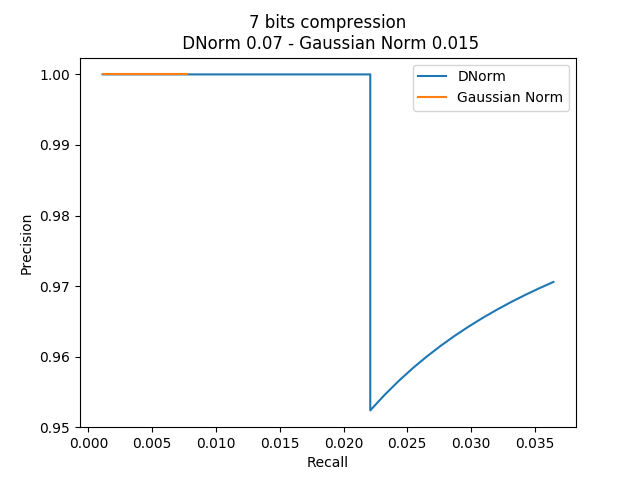 7 bits compression
DNorm 0.07 - Gaussian Norm 0.015
DNorm
Gaussian Norm
1.00
0.99
0.98
0.97
0.96
0.95
Precision
0.000 0.005 0.010 0.015 0.020 0.025 0.030 0.035
Recall